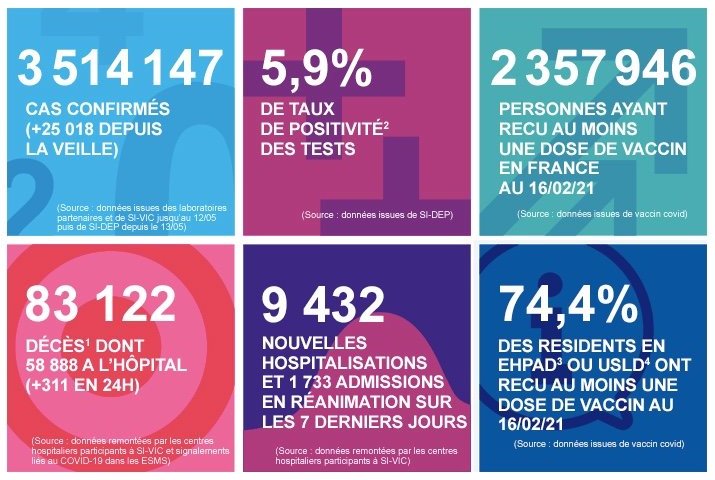 3 514 147
CAS CONFIRMÉS
(+25 018 DEPUIS
LA VEILLE)
(Source : données issues des laboratoires
partenaires et de SI-VIC jusqu'au 12/05
puis de SI-DEP depuis le 13/05)
5,9%
DE TAUX
DE POSITIVITÉ²
DES TESTS
(Source : données issues de SI-DEP)
2 357 946
PERSONNES AYANT
RECU AU MOINS
UNE DOSE DE VACCIN
EN FRANCE
AU 16/02/21
(Source : données issues de vaccin covid)
83 122
DÉCÈS¹ DONT
58 888 A L'HÔPITAL
(+311 EN 24H)
(Source : données remontées par les centres
hospitaliers participants à SI-VIC et signalements
liés au COVID-19 dans les ESMS)
9 432
NOUVELLES
HOSPITALISATIONS
ET 1 733 ADMISSIONS
EN RÉANIMATION SUR
LES 7 DERNIERS JOURS
(Source : données remontées par les centres
hospitaliers participants à SI-VIC)
74,4%
DES RESIDENTS EN
EHPAD³ OU USLD⁴ ONT
RECU AU MOINS UNE
DOSE DE VACCIN AU
16/02/21
(Source : données issues de vaccin covid)